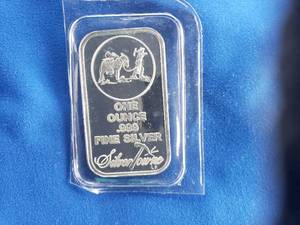 ONE
OUNCE
.999
FINE SILVER
SilverTowne